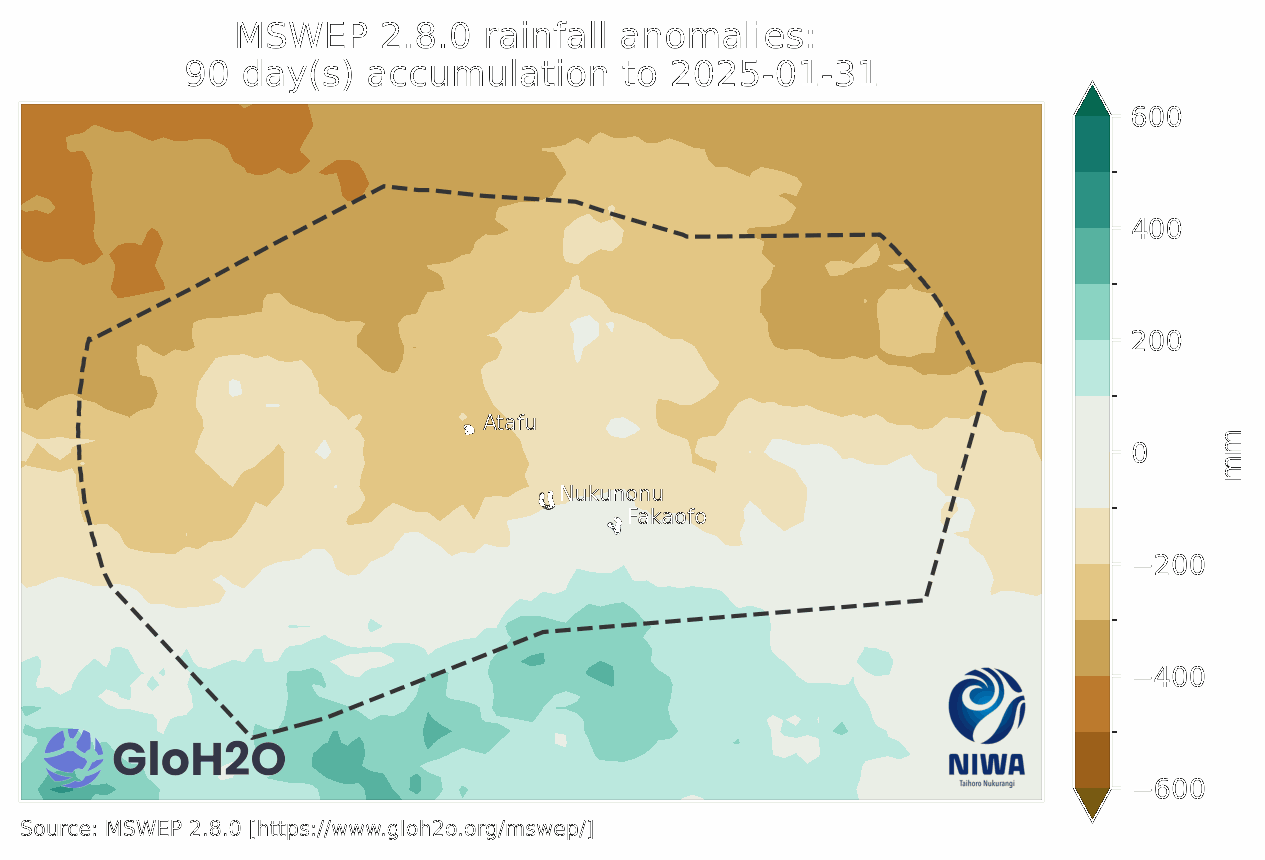 MSWEP 2.8.0 rainfall anomalies:
90 day(s) accumulation to 2025-01-31
600
400
200
0
−200
−400
−600
mm
Atafu
Nukunonu
Fakaofo
GloH2O
NIWA
Taihoro Nukurangi
Source: MSWEP 2.8.0 [https://www.gloh2o.org/mswep/]